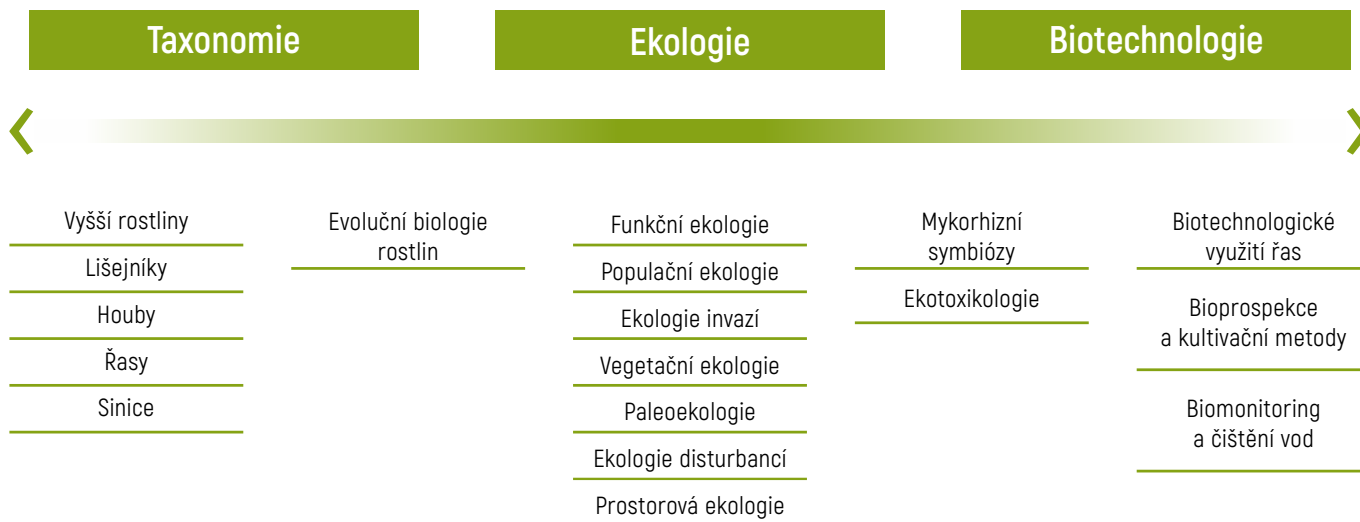 Taxonomie
Ekologie
Biotechnologie
Vyšší rostliny
Lišejníky
Houby
Řasy
Sinice
Evoluční biologie
rostlin
Funkční ekologie
Populační ekologie
Ekologie invazí
Vegetační ekologie
Paleoekologie
Ekologie disturbancí
Prostorová ekologie
Mykorhizní
symbiózy
Ekotoxikologie
Biotechnologické
využití řas
Bioprospekce
a kultivační metody
Biomonitoring
a čištění vod